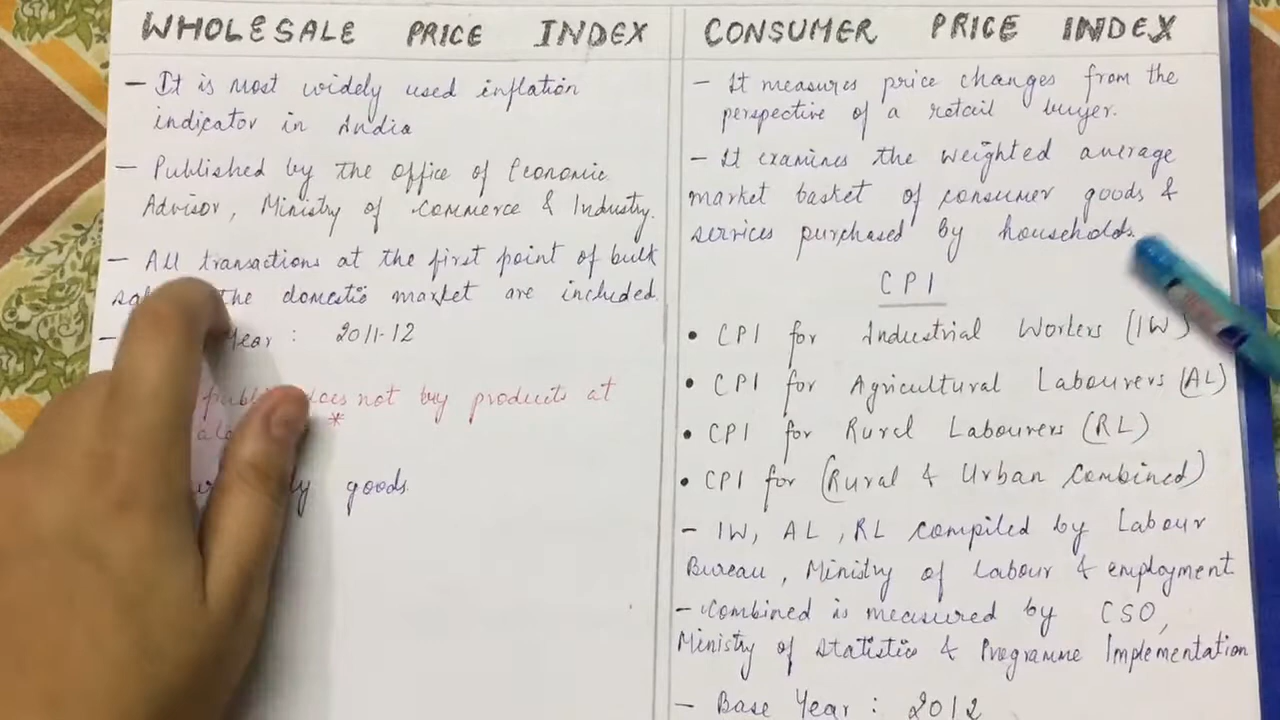 WHOLESALE PRICE INDEX
- It is most widely used inflation
indicator in India
- Published by the office of Economic
Advisor, Ministry of Commerce & Industry.
- All transactions at the first point of bulk
the domestic market are included.
- Year : 2011-12
does not buy products at
*
goods.
CONSUMER PRICE INDEX
- It measures price changes from the
perspective of a retail buyer.
- It examines the weighted average
market basket of consumer goods &
services purchased by households.
CPI
• CPI for Industrial Workers (IW)
• CPI for Agricultural Labourers (AL)
• CPI for Rural Labourers (RL)
• CPI for (Rural & Urban Combined)
- IW, AL, RL compiled by Labour
Bureau, Ministry of Labour & employment
- Combined is measured by CSO,
Ministry of Statistics & Programme Implementation
- Base Year : 2012